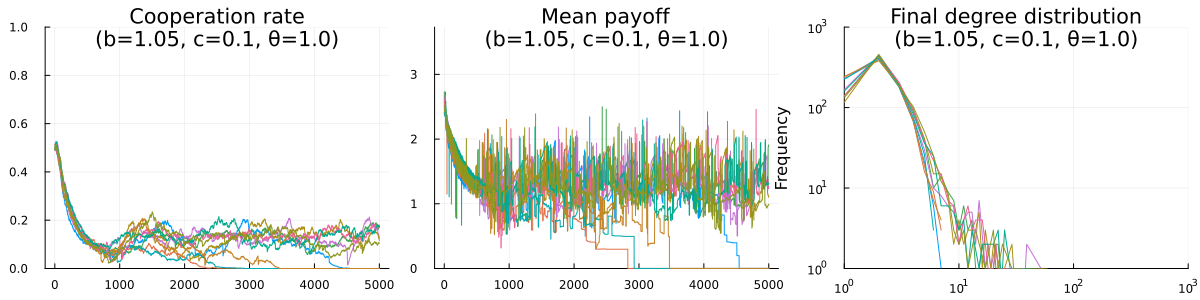 Cooperation rate
(b=1.05, c=0.1, θ=1.0)
1.0
0.8
0.6
0.4
0.2
0.0
0 1000 2000 3000 4000 5000
Mean payoff
(b=1.05, c=0.1, θ=1.0)
3
2
1
0
0 1000 2000 3000 4000 5000
Final degree distribution
(b=1.05, c=0.1, θ=1.0)
Frequency
10³
10²
10¹
10⁰
10⁰ 10¹ 10² 10³